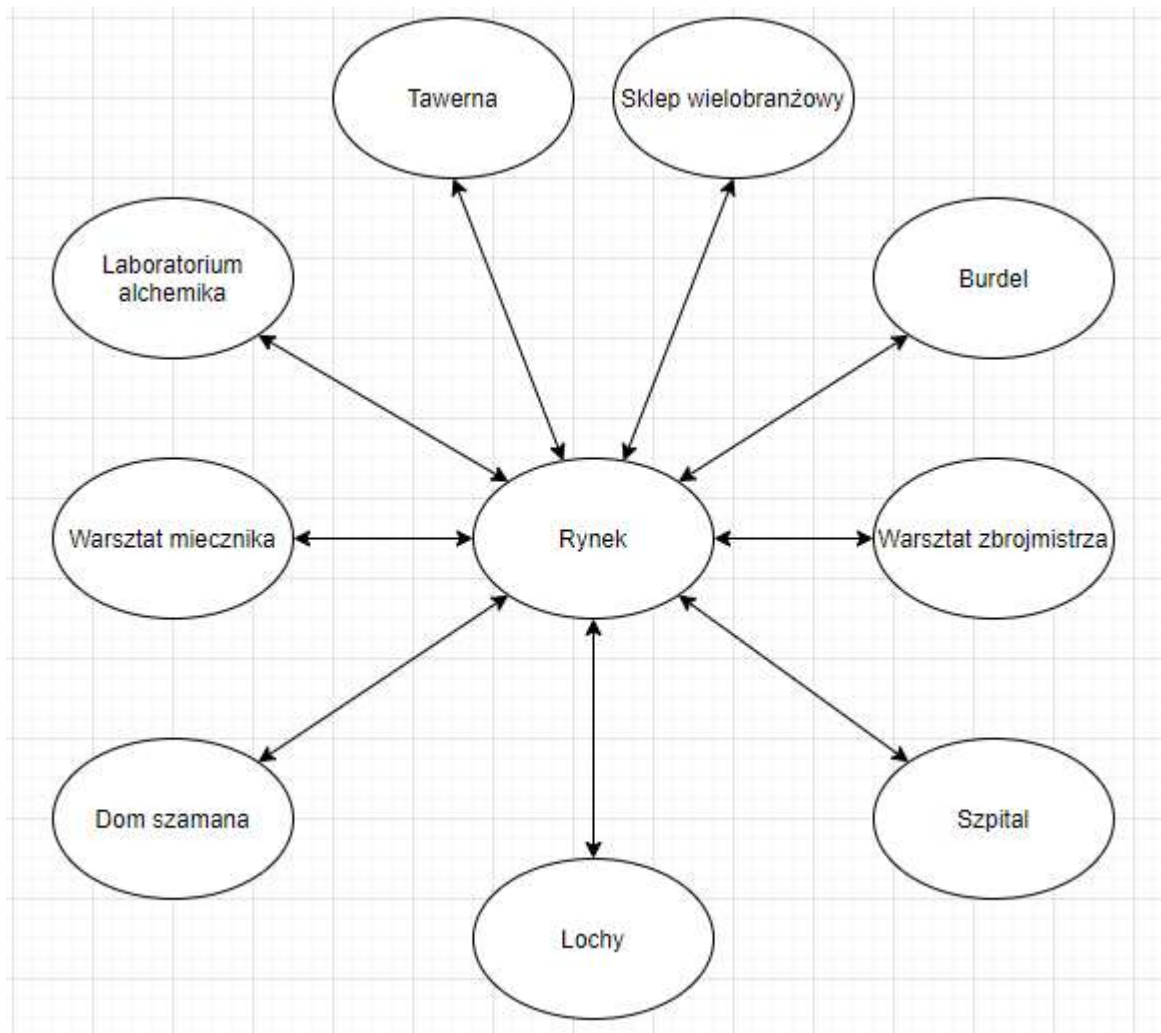 Tawerna
Sklep wielobranżowy
Laboratorium
alchemika
Burdel
Warsztat miecznika
Rynek
Warsztat zbrojmistrza
Dom szamana
Szpital
Lochy